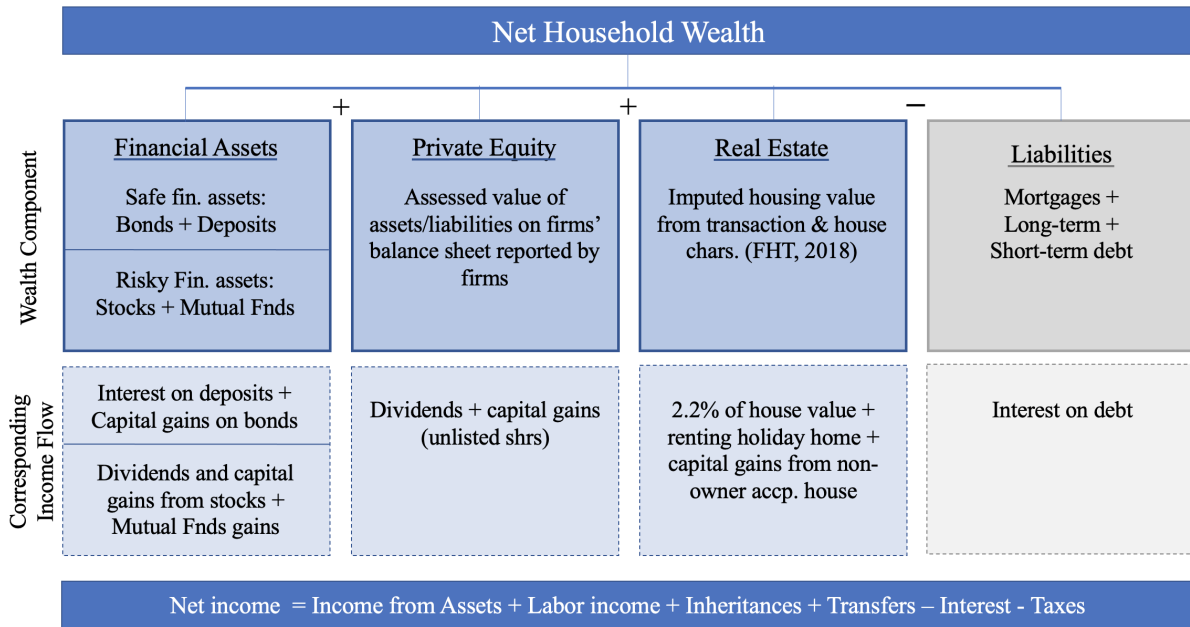 Net Household Wealth
+
+
−
Wealth Component
Financial Assets
Safe fin. assets:
Bonds + Deposits
Risky Fin. assets:
Stocks + Mutual Fnds
Private Equity
Assessed value of
assets/liabilities on firms’
balance sheet reported by
firms
Real Estate
Imputed housing value
from transaction & house
chars. (FHT, 2018)
Liabilities
Mortgages +
Long-term +
Short-term debt
Corresponding
Income Flow
Interest on deposits +
Capital gains on bonds
Dividends and capital
gains from stocks +
Mutual Fnds gains
Dividends + capital gains
(unlisted shrs)
2.2% of house value +
renting holiday home +
capital gains from non-
owner accp. house
Interest on debt
Net income = Income from Assets + Labor income + Inheritances + Transfers – Interest - Taxes